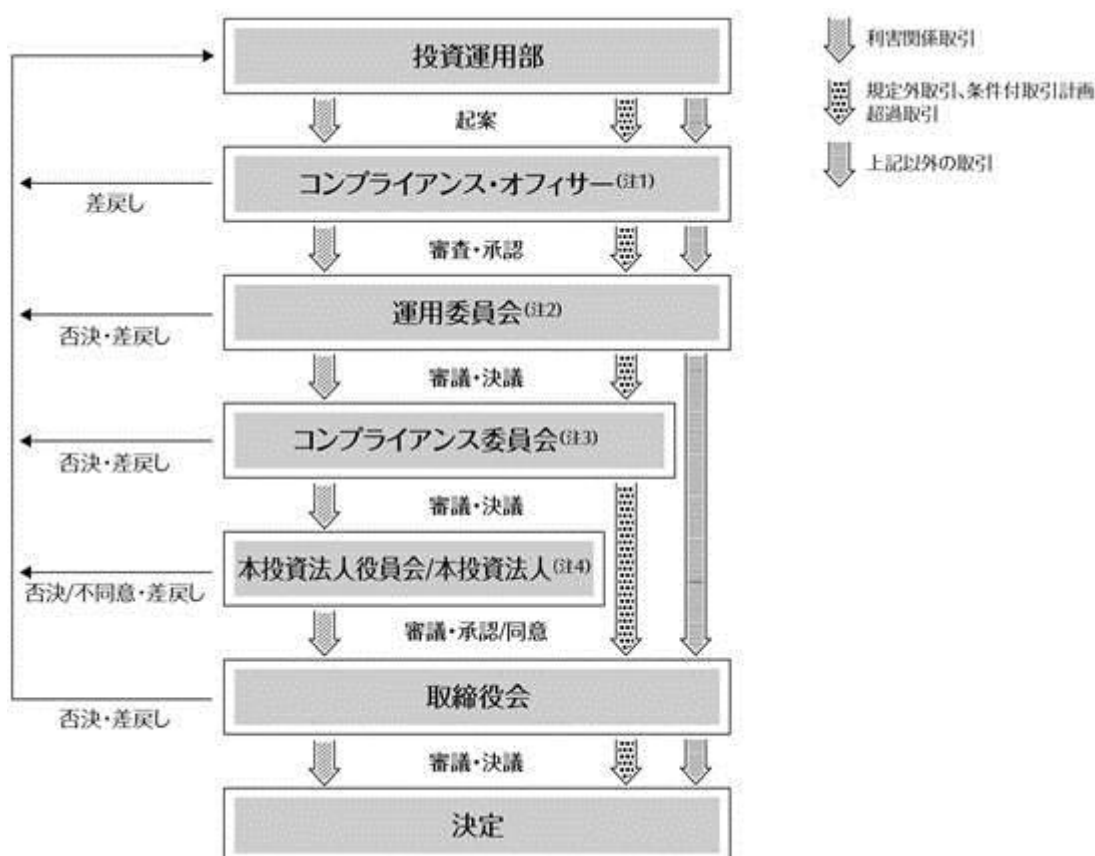 投資運用部
利害関係取引
規定外取引、条件付取引計画
超過取引
上記以外の取引
起案
コンプライアンス・オフィサー(注1)
差戻し
審査・承認
運用委員会(注2)
否決・差戻し
審議・決議
コンプライアンス委員会(注3)
否決・差戻し
審議・決議
本投資法人役員会/本投資法人(注4)
否決/不同意・差戻し
審議・承認/同意
取締役会
否決・差戻し
審議・決議
決定